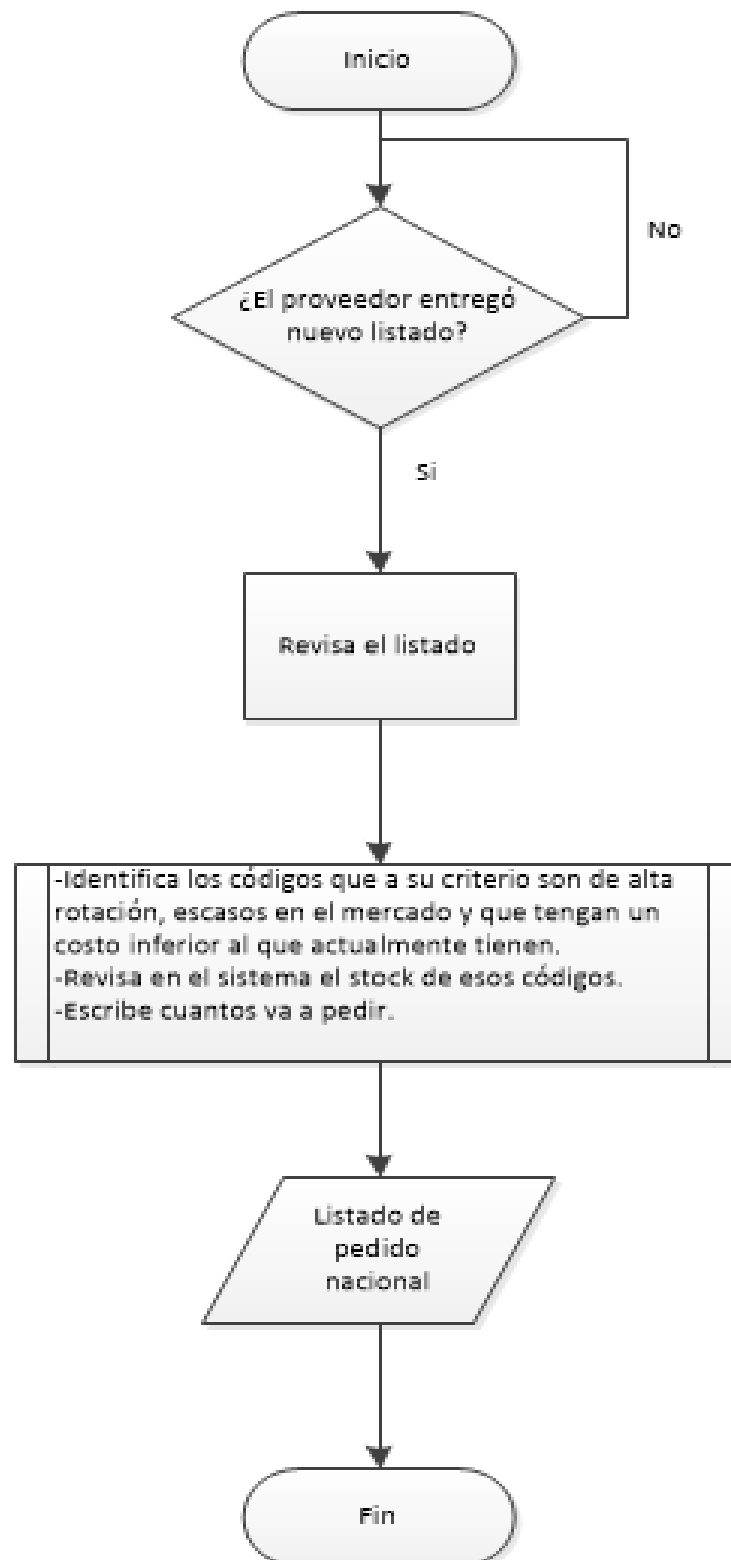 Inicio
No
¿El proveedor entregó
nuevo listado?
Si
Revisa el listado
-Identifica los códigos que a su criterio son de alta
rotación, escasos en el mercado y que tengan un
costo inferior al que actualmente tienen.
-Revisa en el sistema el stock de esos códigos.
-Escribe cuantos va a pedir.
Listado de
pedido
nacional
Fin